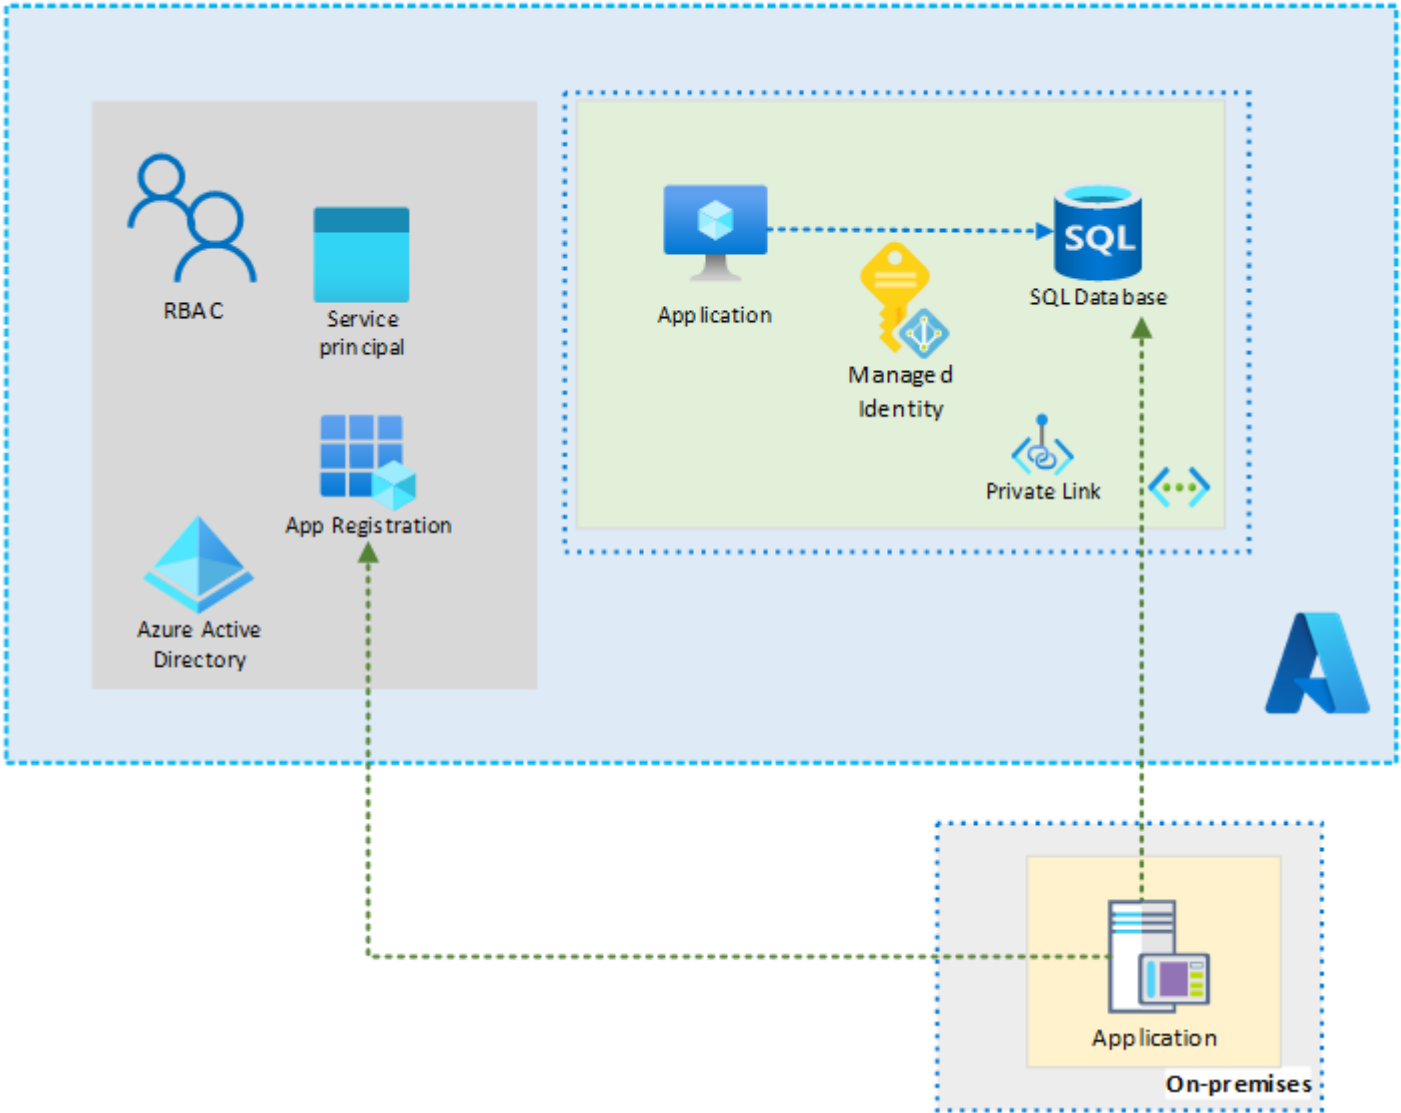 RBAC
Service
principal
App Registration
Azure Active
Directory
Application
SQL
SQL Database
Managed
Identity
Private Link
Application
On-premises